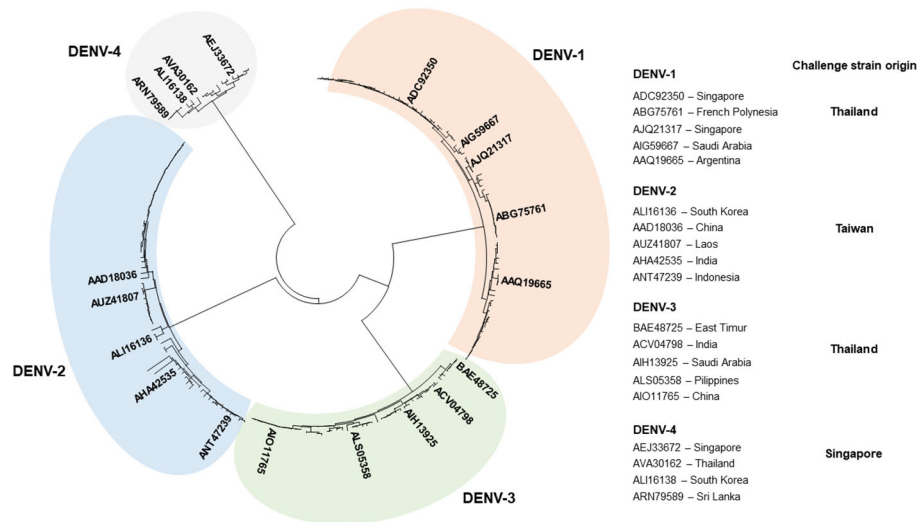 DENV-4
AEJ33672
AVA30162
ALI16138
ARN79589
DENV-1
ADC92350
AIG59667
AJQ21317
ABG75761
AAQ19665
DENV-2
AAD18036
AUZ41807
ALI16136
AHA42535
ANT47239
DENV-3
BAE48725
ACV04798
AIH13925
ALS05358
AIO11765
Challenge strain origin
DENV-1
ADC92350 – Singapore
ABG75761 – French Polynesia
Thailand
AJQ21317 – Singapore
AIG59667 – Saudi Arabia
AAQ19665 – Argentina
DENV-2
ALI16136 – South Korea
AAD18036 – China
Taiwan
AUZ41807 – Laos
AHA42535 – India
ANT47239 – Indonesia
DENV-3
BAE48725 – East Timur
ACV04798 – India
Thailand
AIH13925 – Saudi Arabia
ALS05358 – Pilippines
AIO11765 – China
DENV-4
AEJ33672 – Singapore
Singapore
AVA30162 – Thailand
ALI16138 – South Korea
ARN79589 – Sri Lanka